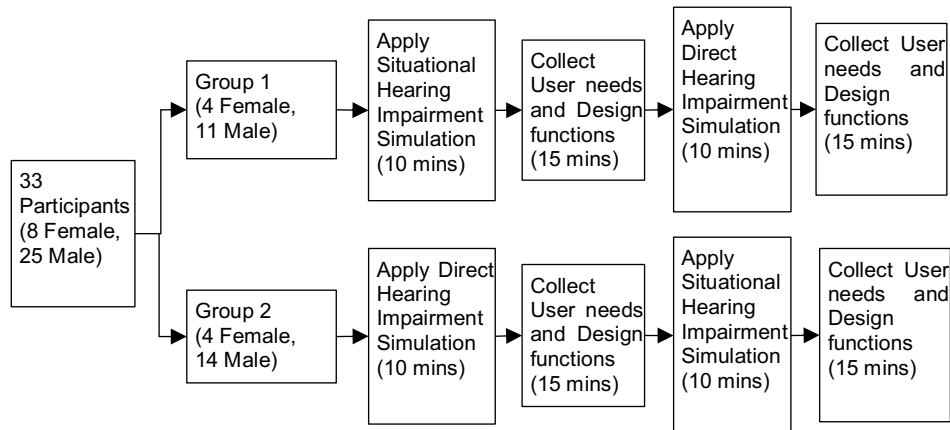 33
Participants
(8 Female,
25 Male)
Group 1
(4 Female,
11 Male)
Apply
Situational
Hearing
Impairment
Simulation
(10 mins)
Collect
User needs
and Design
functions
(15 mins)
Apply
Direct
Hearing
Impairment
Simulation
(10 mins)
Collect User
needs and
Design
functions
(15 mins)
Group 2
(4 Female,
14 Male)
Apply Direct
Hearing
Impairment
Simulation
(10 mins)
Collect
User needs
and Design
functions
(15 mins)
Apply
Situational
Hearing
Impairment
Simulation
(10 mins)
Collect User
needs and
Design
functions
(15 mins)